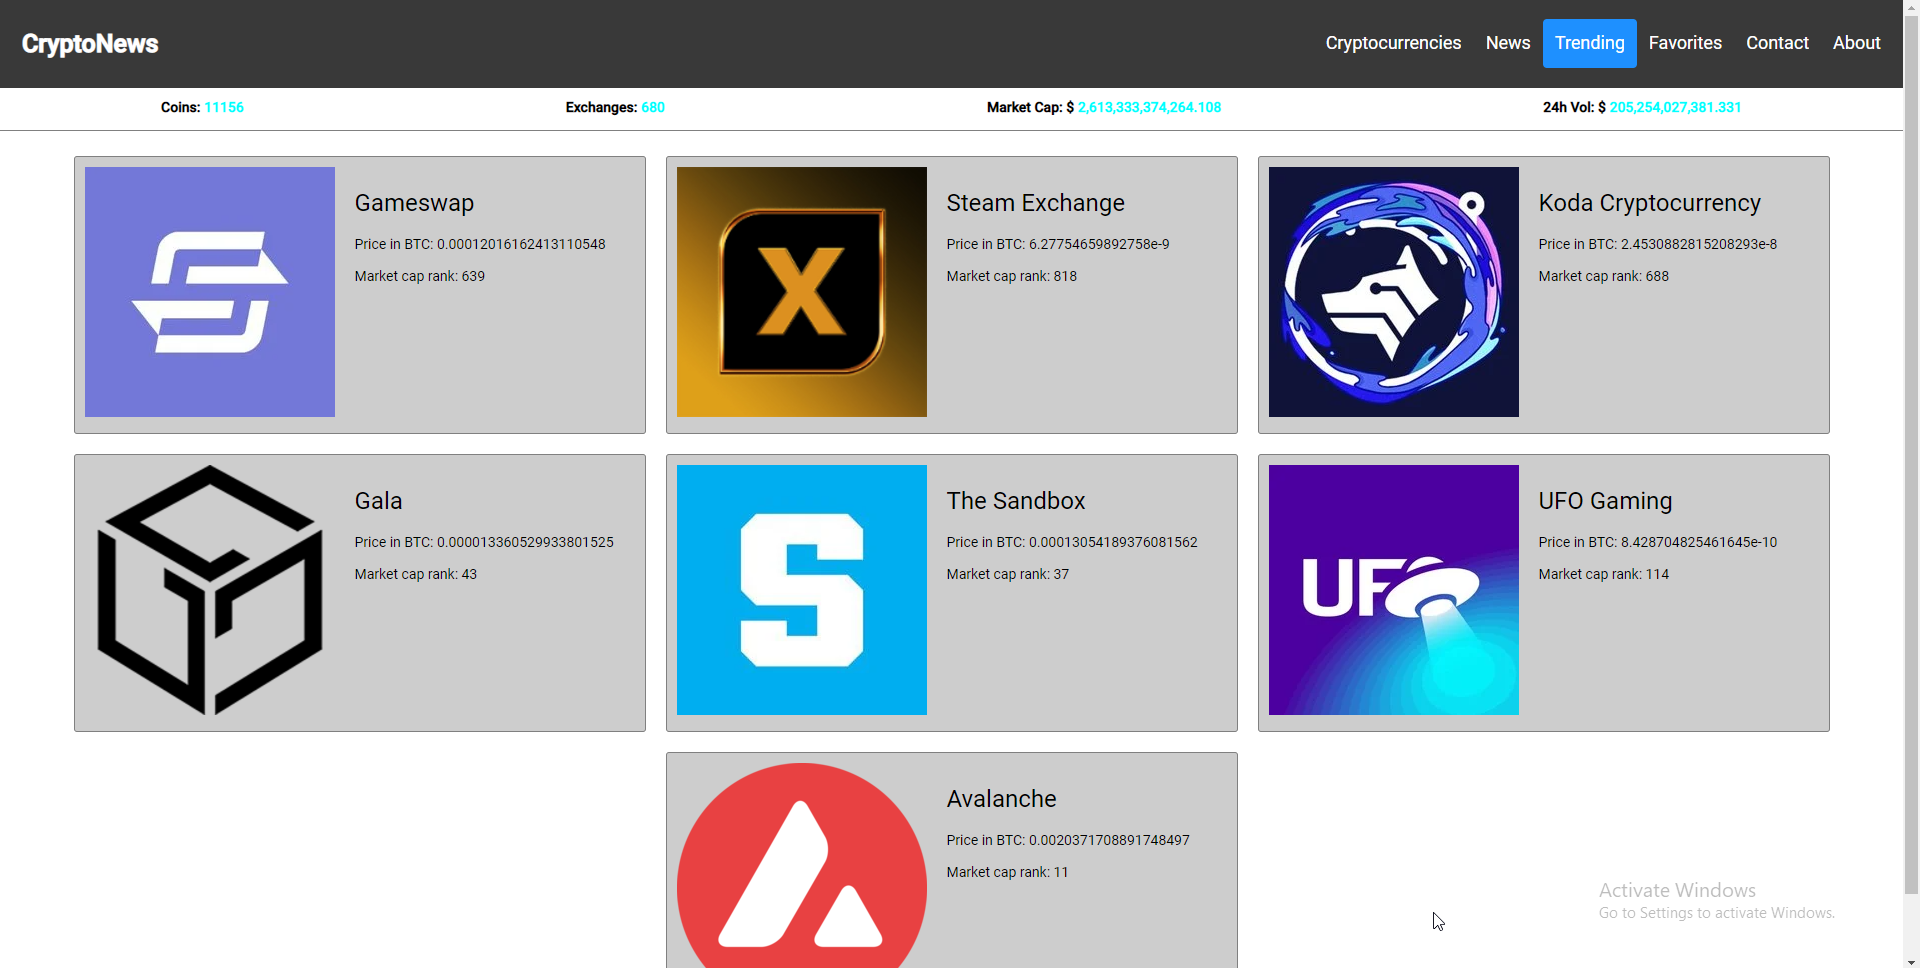 CryptoNews
Cryptocurrencies News Trending Favorites Contact About
Coins: 11156 Exchanges: 680 Market Cap: $ 2,613,333,374,264.108 24h Vol: $ 205,254,027,381.331
Gameswap
Price in BTC: 0.00012016162413110548
Market cap rank: 639
X
Steam Exchange
Price in BTC: 6.27754659892758e-9
Market cap rank: 818
Koda Cryptocurrency
Price in BTC: 2.4530882815208293e-8
Market cap rank: 688
Gala
Price in BTC: 0.000013360529933801525
Market cap rank: 43
S
The Sandbox
Price in BTC: 0.00013054189376081562
Market cap rank: 37
UFO
UFO Gaming
Price in BTC: 8.428704825461645e-10
Market cap rank: 114
Avalanche
Price in BTC: 0.0020371708891748497
Market cap rank: 11
Activate Windows
Go to Settings to activate Windows.